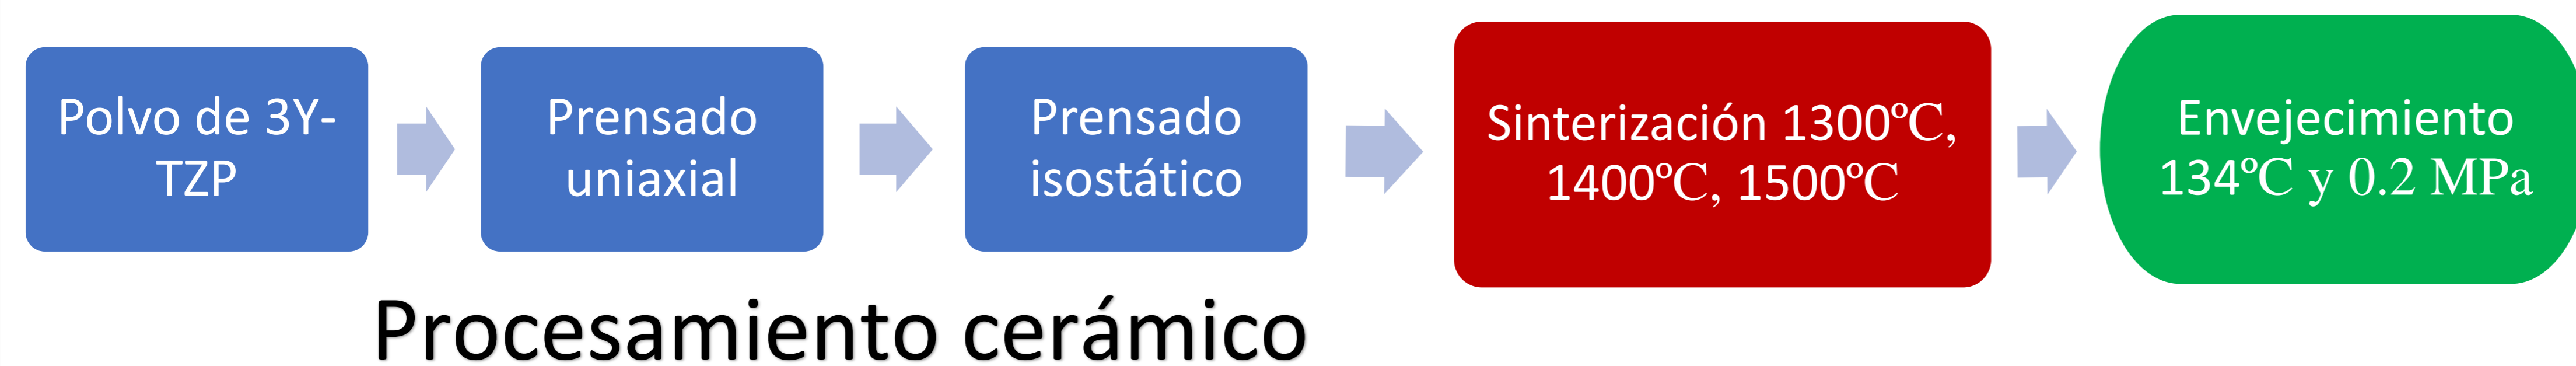 Polvo de 3Y-
TZP
Prensado
uniaxial
Prensado
isostático
Sinterización 1300ºC,
1400ºC, 1500ºC
Envejecimiento
134ºC y 0.2 MPa
Procesamiento cerámico